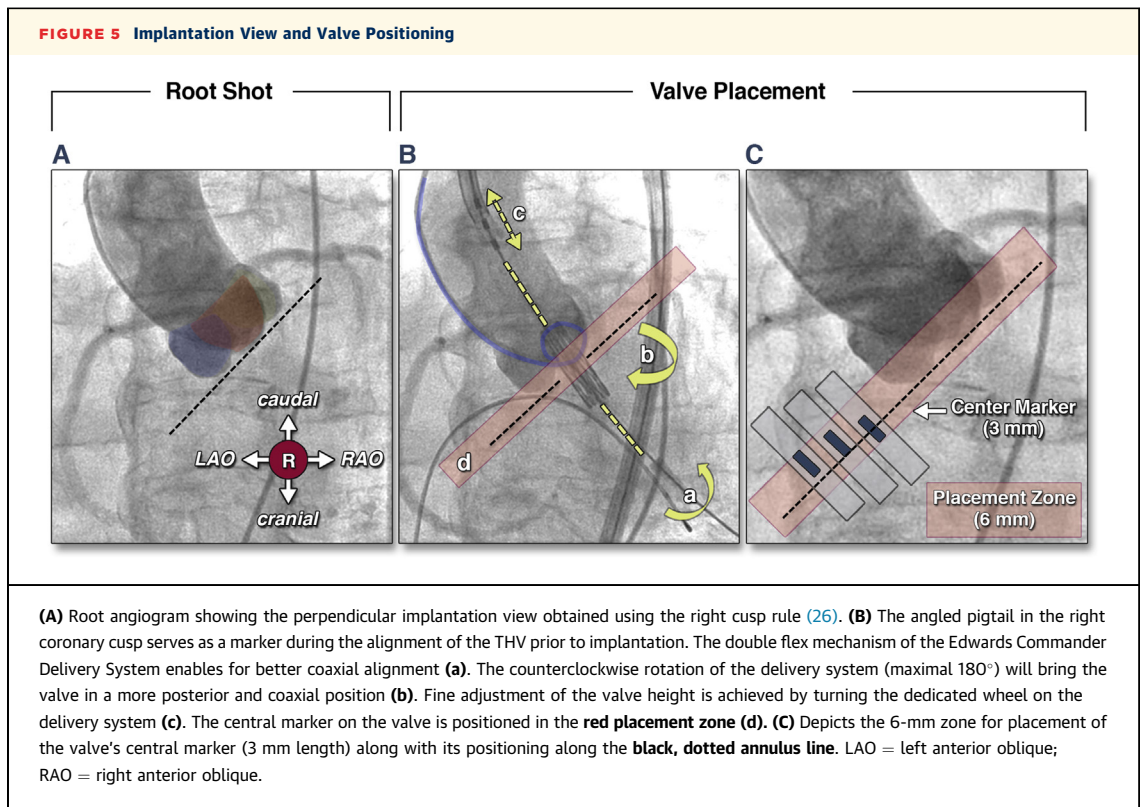 FIGURE 5 Implantation View and Valve Positioning
Root Shot
Valve Placement
A
B
C
c
b
a
d
caudal
LAO R RAO
cranial
Center Marker
(3 mm)
Placement Zone
(6 mm)
(A) Root angiogram showing the perpendicular implantation view obtained using the right cusp rule (26). (B) The angled pigtail in the right
coronary cusp serves as a marker during the alignment of the THV prior to implantation. The double flex mechanism of the Edwards Commander
Delivery System enables for better coaxial alignment (a). The counterclockwise rotation of the delivery system (maximal 180°) will bring the
valve in a more posterior and coaxial position (b). Fine adjustment of the valve height is achieved by turning the dedicated wheel on the
delivery system (c). The central marker on the valve is positioned in the red placement zone (d). (C) Depicts the 6-mm zone for placement of
the valve's central marker (3 mm length) along with its positioning along the black, dotted annulus line. LAO = left anterior oblique;
RAO = right anterior oblique.